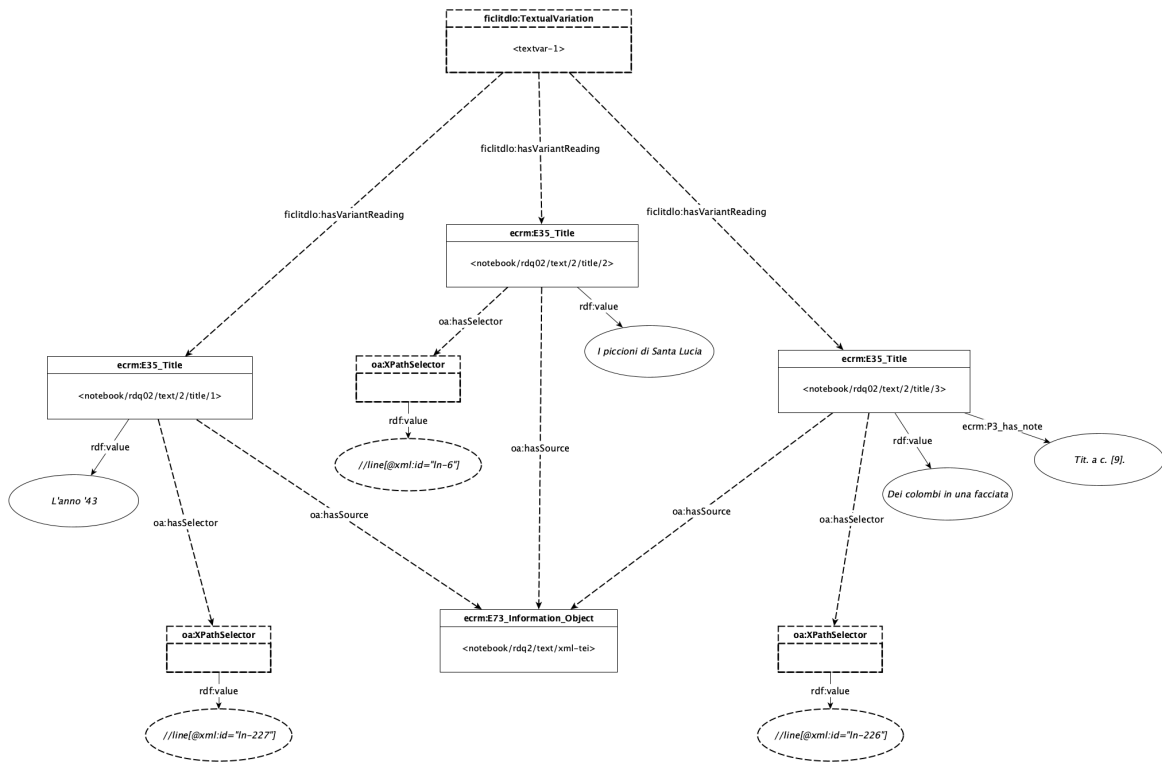 ficlitdlo:TextualVariation
<textvar-1>
ficlitdlo:hasVariantReading
ficlitdlo:hasVariantReading
ficlitdlo:hasVariantReading
ecrm:E35_Title
<notebook/rdq02/text/2/title/2>
rdf:value
oa:hasSelector
I piccioni di Santa Lucia
oa:XPathSelector
rdf:value
//line[@xml:id="ln-6"]
oa:hasSource
ecrm:E35_Title
<notebook/rdq02/text/2/title/1>
rdf:value
L'anno '43
oa:hasSelector
oa:hasSource
ecrm:E35_Title
<notebook/rdq02/text/2/title/3>
ecrm:P3_has_note
rdf:value
Tit. a c. [9].
Dei colombi in una facciata
oa:hasSource
oa:hasSelector
oa:XPathSelector
rdf:value
//line[@xml:id="ln-227"]
ecrm:E73_Information_Object
<notebook/rdq2/text/xml-tei>
oa:XPathSelector
rdf:value
//line[@xml:id="ln-226"]